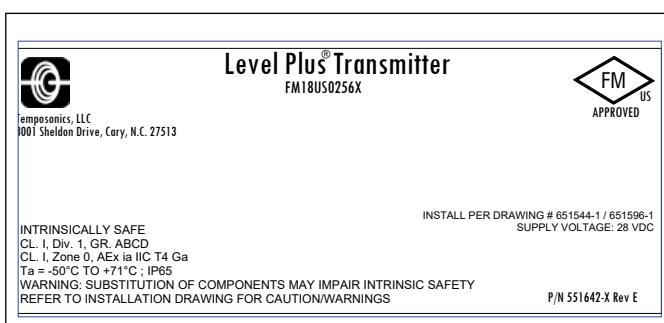 Level Plus® Transmitter
FM18US0256X
FM
US
APPROVED
emposonics, LLC
3001 Sheldon Drive, Cary, N.C. 27513
INSTALL PER DRAWING # 651544-1 / 651596-1
SUPPLY VOLTAGE: 28 VDC
INTRINSICALLY SAFE
CL. I, Div. 1, GR. ABCD
CL. I, Zone 0, AEx ia IIC T4 Ga
Ta = -50°C TO +71°C ; IP65
WARNING: SUBSTITUTION OF COMPONENTS MAY IMPAIR INTRINSIC SAFETY
REFER TO INSTALLATION DRAWING FOR CAUTION/WARNINGS
P/N 551642-X Rev E